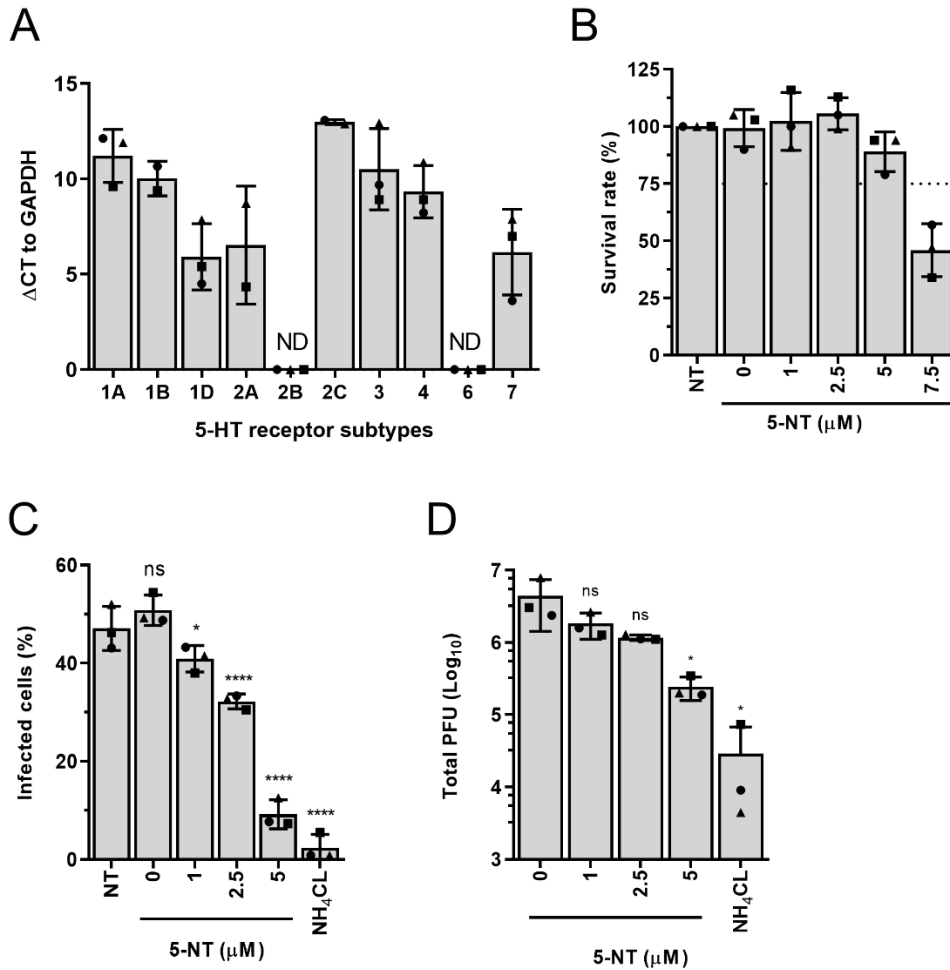 A
ΔCT to GAPDH
15
10
5
0
ND
ND
1A 1B 1D 2A 2B 2C 3 4 6 7
5-HT receptor subtypes
B
Survival rate (%)
125
100
75
50
25
0
NT 0 1 2.5 5 7.5
5-NT (μM)
C
Infected cells (%)
60
40
20
0
ns
*
****
****
****
NT 0 1 2.5 5 NH₄CL
5-NT (μM)
D
Total PFU (Log₁₀)
7
6
5
4
3
ns
ns
*
*
0 1 2.5 5 NH₄CL
5-NT (μM)